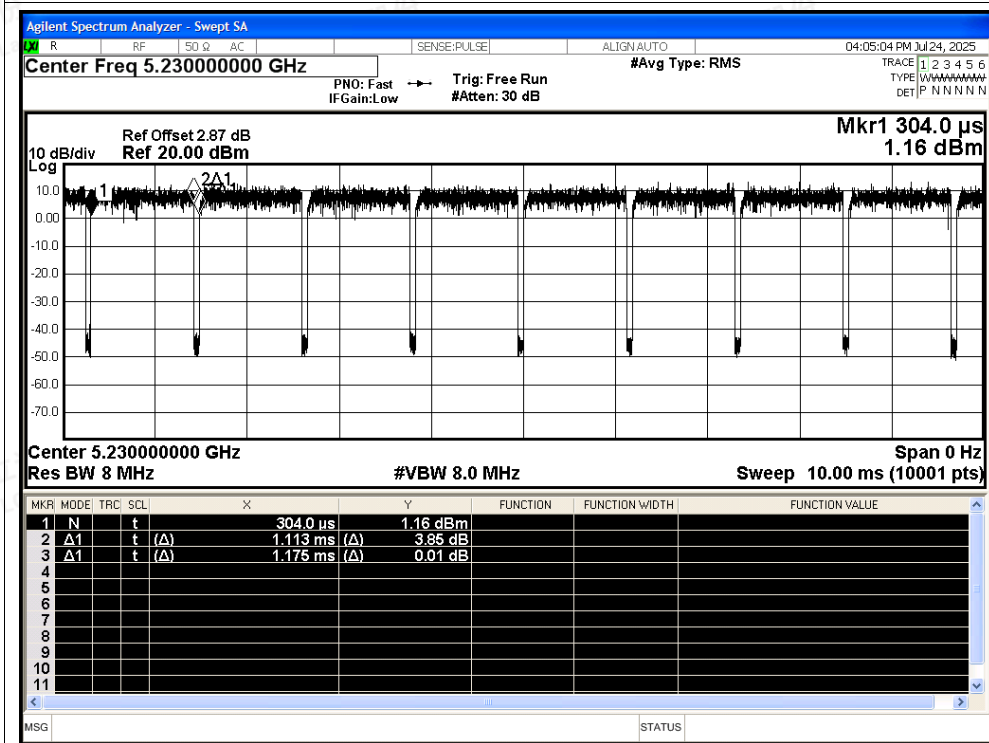 Agilent Spectrum Analyzer - Swept SA
LXI R RF 50 Ω AC SENSE:PULSE ALIGN AUTO 04:05:04 PM Jul 24, 2025
Center Freq 5.230000000 GHz #Avg Type: RMS TRACE 1 2 3 4 5 6
PNO: Fast Trig: Free Run TYPE
IFGain:Low #Atten: 30 dB DET P N N N N N
Mkr1 304.0 µs
Ref Offset 2.87 dB
10 dB/div Ref 20.00 dBm 1.16 dBm
Log
10.0
0.00
-10.0
-20.0
-30.0
-40.0
-50.0
-60.0
-70.0
1
2Δ1
Center 5.230000000 GHz Span 0 Hz
Res BW 8 MHz #VBW 8.0 MHz Sweep 10.00 ms (10001 pts)
MKR MODE TRC SCL X Y FUNCTION FUNCTION WIDTH FUNCTION VALUE
1 N t 304.0 µs 1.16 dBm
2 Δ1 t (Δ) 1.113 ms (Δ) 3.85 dB
3 Δ1 t (Δ) 1.175 ms (Δ) 0.01 dB
4
5
6
7
8
9
10
11
MSG STATUS